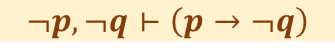 ¬p, ¬q ⊢ (p → ¬q)